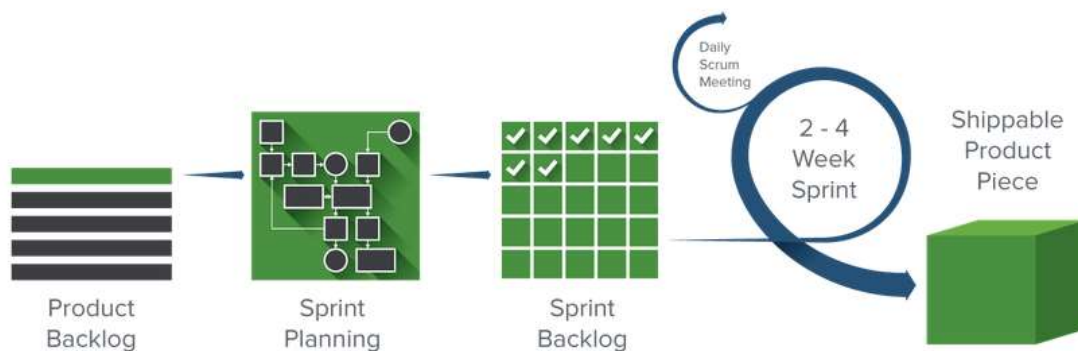 Product
Backlog
Sprint
Planning
Sprint
Backlog
Daily
Scrum
Meeting
2 - 4
Week
Sprint
Shippable
Product
Piece